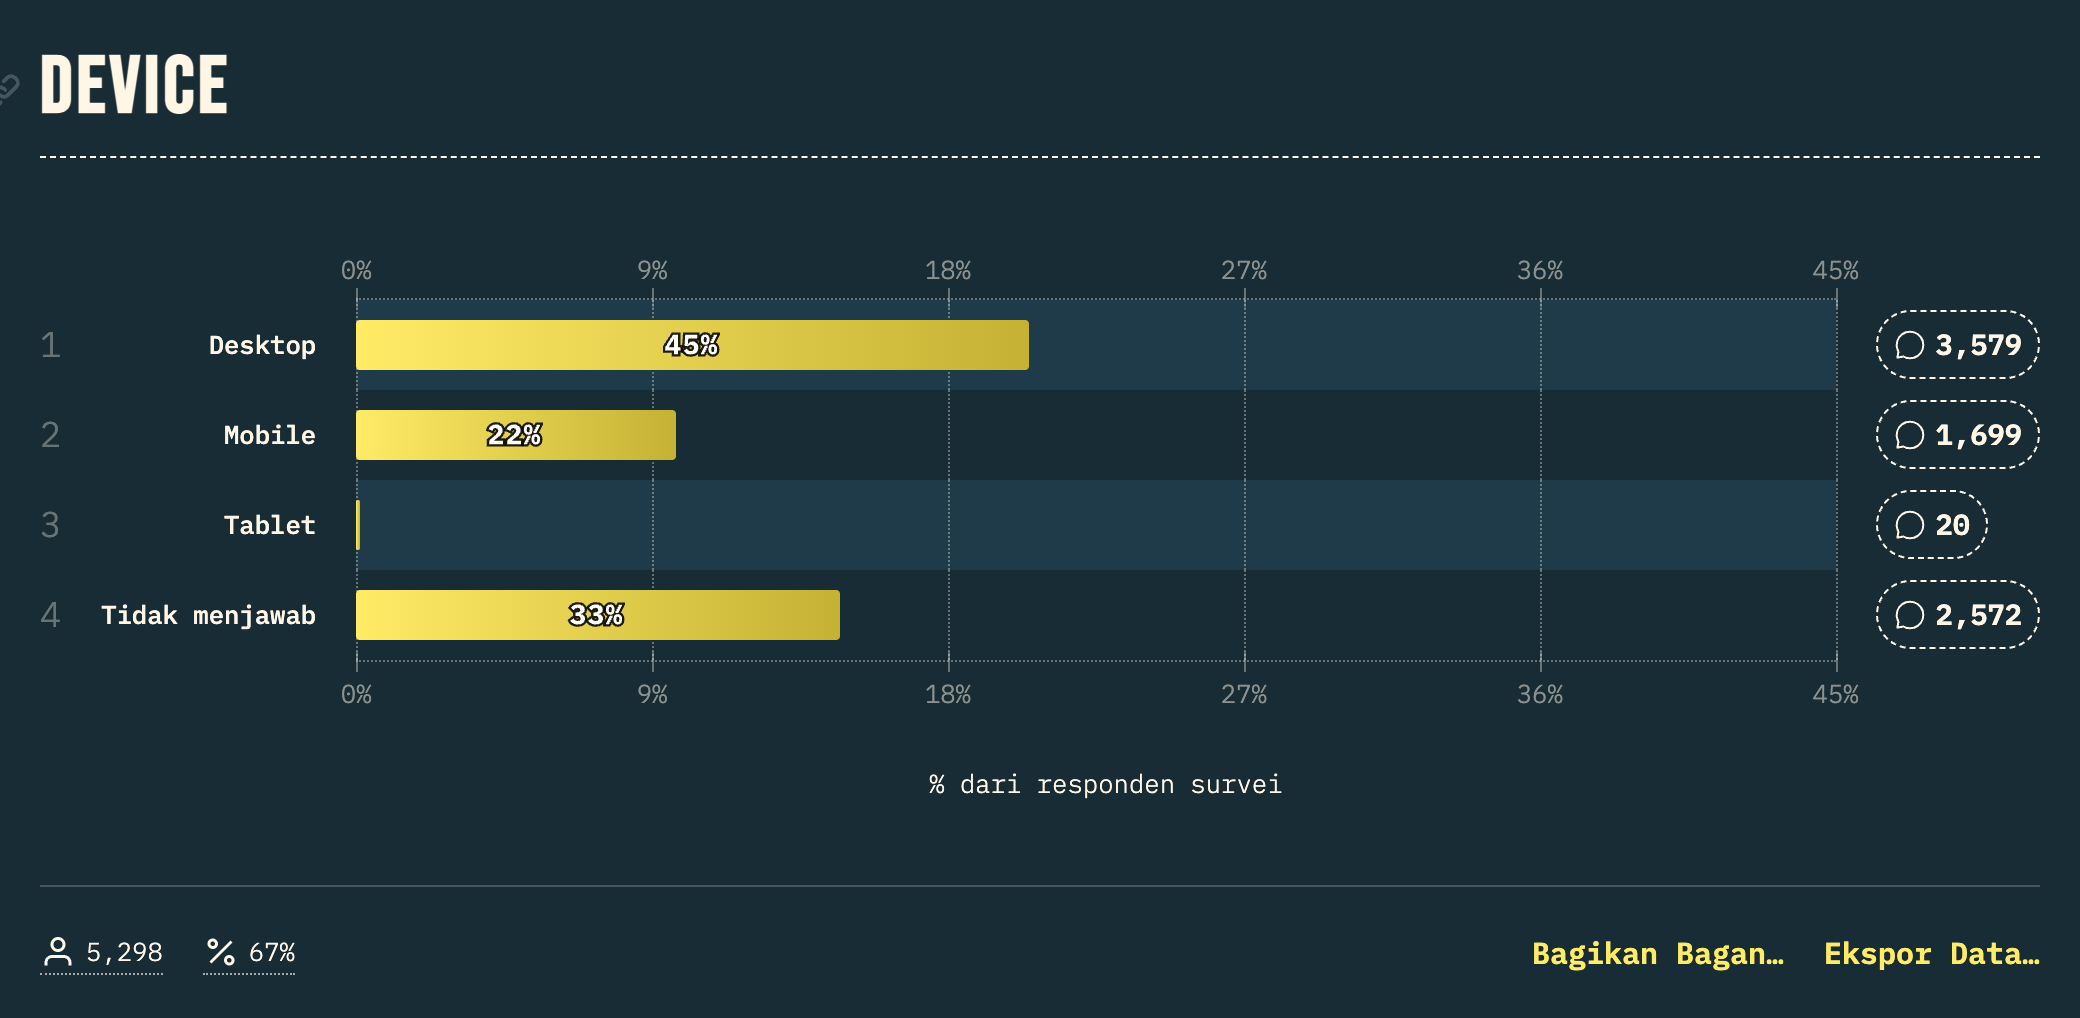 DEVICE
0% 9% 18% 27% 36% 45%
1 Desktop 45% 3,579
2 Mobile 22% 1,699
3 Tablet 20
4 Tidak menjawab 33% 2,572
0% 9% 18% 27% 36% 45%
% dari responden survei
5,298 67% Bagikan Bagan… Ekspor Data…